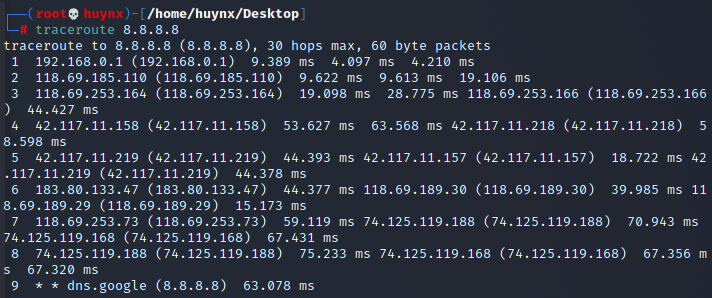 ┌──(root💀huynx)-[/home/huynx/Desktop]
└─# traceroute 8.8.8.8
traceroute to 8.8.8.8 (8.8.8.8), 30 hops max, 60 byte packets
 1  192.168.0.1 (192.168.0.1)  9.389 ms  4.097 ms  4.210 ms
 2  118.69.185.110 (118.69.185.110)  9.622 ms  9.613 ms  19.106 ms
 3  118.69.253.164 (118.69.253.164)  19.098 ms  28.775 ms 118.69.253.166 (118.69.253.166
)  44.427 ms
 4  42.117.11.158 (42.117.11.158)  53.627 ms  63.568 ms 42.117.11.218 (42.117.11.218)  5
8.598 ms
 5  42.117.11.219 (42.117.11.219)  44.393 ms 42.117.11.157 (42.117.11.157)  18.722 ms 42
.117.11.219 (42.117.11.219)  44.378 ms
 6  183.80.133.47 (183.80.133.47)  44.377 ms 118.69.189.30 (118.69.189.30)  39.985 ms 11
8.69.189.29 (118.69.189.29)  15.173 ms
 7  118.69.253.73 (118.69.253.73)  59.119 ms 74.125.119.188 (74.125.119.188)  70.943 ms
74.125.119.168 (74.125.119.168)  67.431 ms
 8  74.125.119.188 (74.125.119.188)  75.233 ms 74.125.119.168 (74.125.119.168)  67.356 m
s  67.320 ms
 9  * * dns.google (8.8.8.8)  63.078 ms